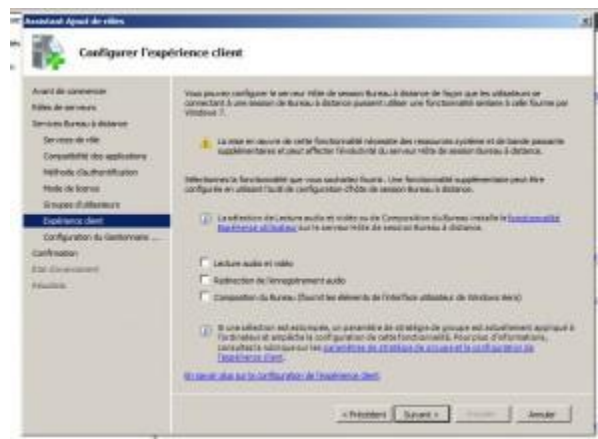 Assistant Ajout de rôles
Configurer l'expérience client
Avant de commencer
Rôles de serveurs
Services Bureau à distance
Services de rôle
Compatibilité des applications
Méthode d'authentification
Mode de licence
Groupes d'utilisateurs
Expérience client
Configuration du Gestionnaire ...
Confirmation
État d'avancement
Résultats
Vous pouvez configurer le serveur Hôte de session Bureau à distance de façon que les utilisateurs se
connectant à une session de Bureau à distance puissent utiliser une fonctionnalité similaire à celle fournie par
Windows 7.
La mise en œuvre de cette fonctionnalité nécessite des ressources système et de bande passante
supplémentaires et peut affecter l'évolutivité du serveur Hôte de session Bureau à distance.
Sélectionnez la fonctionnalité que vous souhaitez fournir. Une fonctionnalité supplémentaire peut être
configurée en utilisant l'outil de configuration d'hôte de session Bureau à distance.
La sélection de Lecture audio et vidéo ou de Composition du Bureau installe la fonctionnalité
Expérience utilisateur sur le serveur Hôte de session Bureau à distance.
Lecture audio et vidéo
Redirection de l'enregistrement audio
Composition du Bureau (fournit les éléments de l'interface utilisateur de Windows Aero)
Si une sélection est estompée, un paramètre de stratégie de groupe est actuellement appliqué à
l'ordinateur et empêche la configuration de cette fonctionnalité. Pour plus d'informations,
consultez la rubrique sur les paramètres de stratégie de groupe et la configuration de
l'expérience client.
En savoir plus sur la configuration de l'expérience client
< Précédent
Suivant >
Installer
Annuler